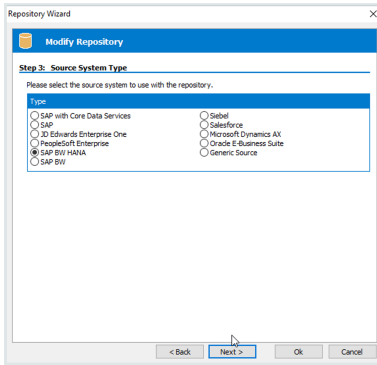 Repository Wizard
Modify Repository
Step 3: Source System Type
Please select the source system to use with the repository.
Type
SAP with Core Data Services
SAP
JD Edwards Enterprise One
PeopleSoft Enterprise
SAP BW HANA
SAP BW
Siebel
Salesforce
Microsoft Dynamics AX
Oracle E-Business Suite
Generic Source
< Back
Next >
Ok
Cancel